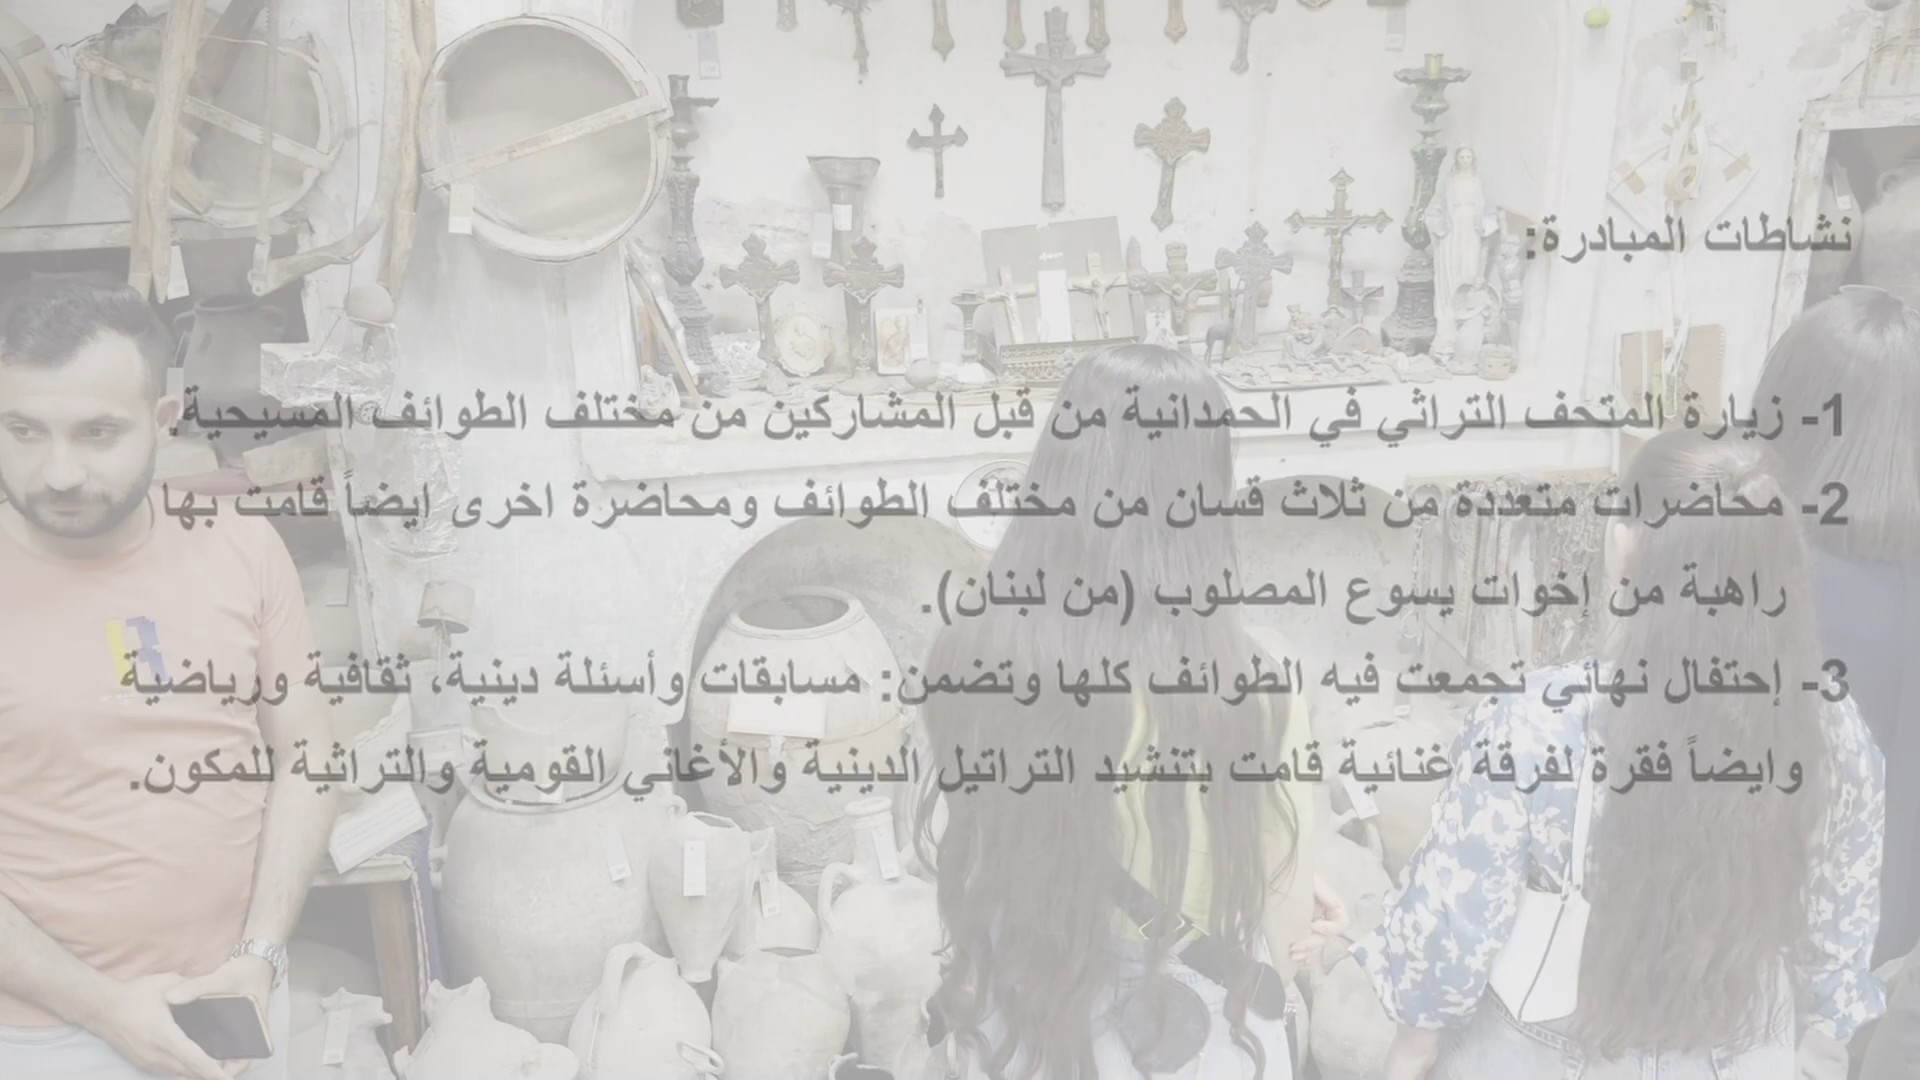 نشاطات المبادرة:
1- زيارة المتحف التراثي في الحمدانية من قبل المشاركين من مختلف الطوائف المسيحية.
2- محاضرات متعددة من ثلاث قسان من مختلف الطوائف ومحاضرة اخرى ايضاً قامت بها
راهبة من إخوات يسوع المصلوب (من لبنان).
3- إحتفال نهائي تجمعت فيه الطوائف كلها وتضمن: مسابقات وأسئلة دينية، ثقافية ورياضية
وايضاً فقرة لفرقة غنائية قامت بتنشيد التراتيل الدينية والأغاني القومية والتراثية للمكون.